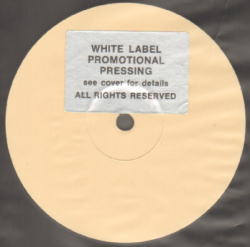 WHITE LABEL
PROMOTIONAL
PRESSING
see cover for details
ALL RIGHTS RESERVED